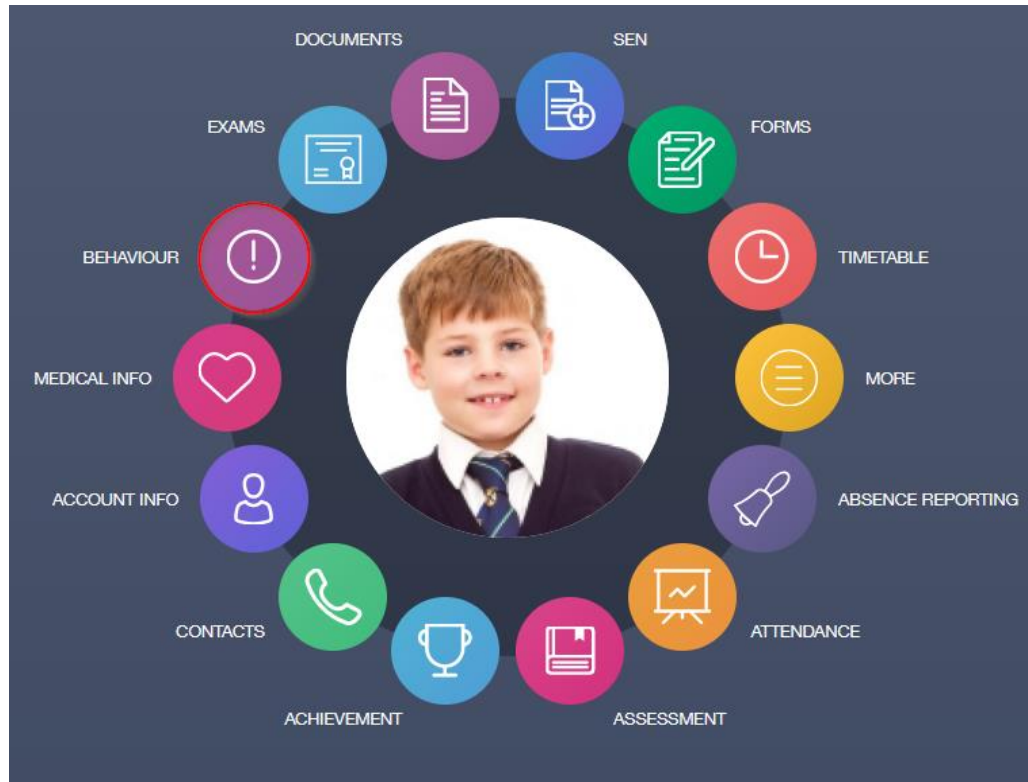 DOCUMENTS
SEN
EXAMS
FORMS
BEHAVIOUR
TIMETABLE
MEDICAL INFO
MORE
ACCOUNT INFO
ABSENCE REPORTING
CONTACTS
ATTENDANCE
ACHIEVEMENT
ASSESSMENT